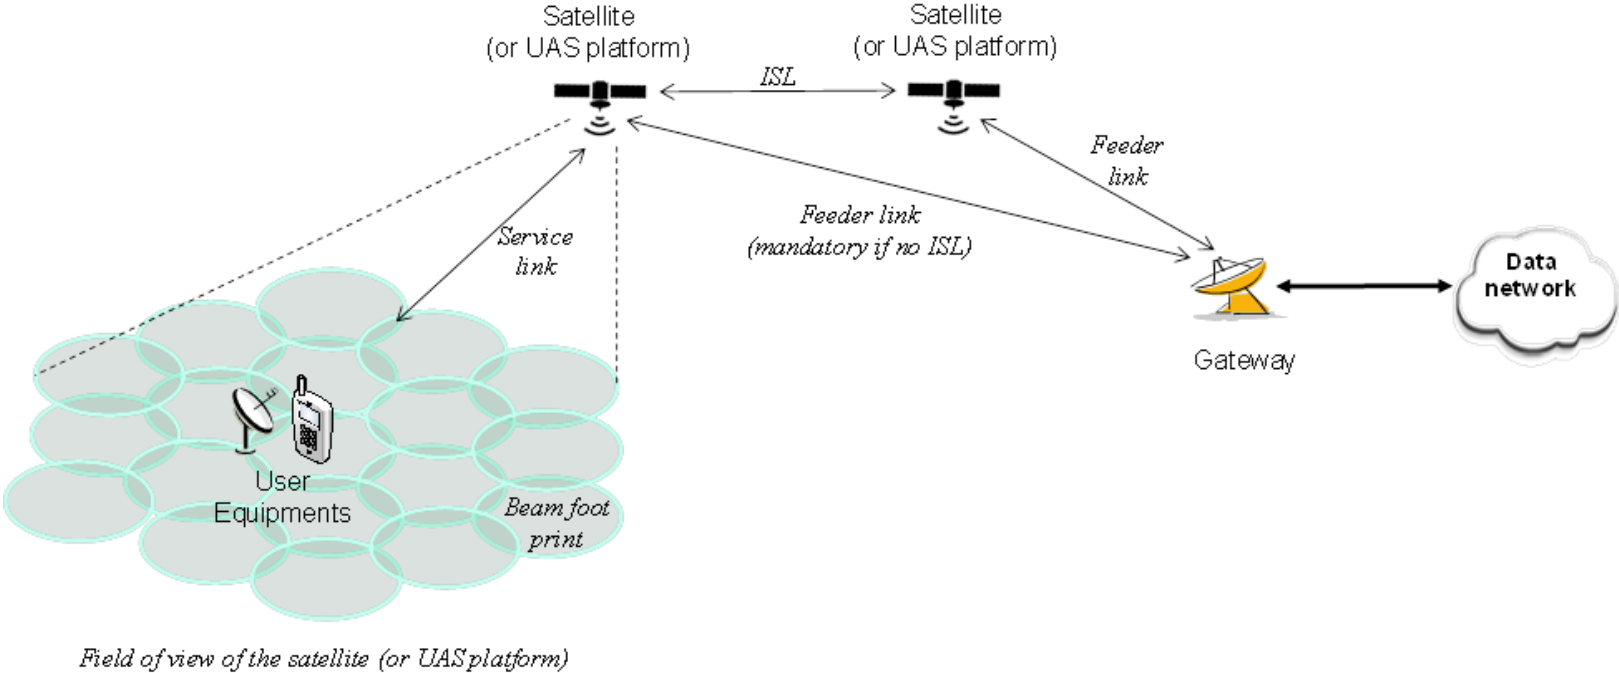 Satellite
(or UAS platform)
Satellite
(or UAS platform)
ISL
Feeder
link
Feeder link
(mandatory if no ISL)
Service
link
Data
network
Gateway
User
Equipments
Beam foot
print
Field of view of the satellite (or UAS platform)